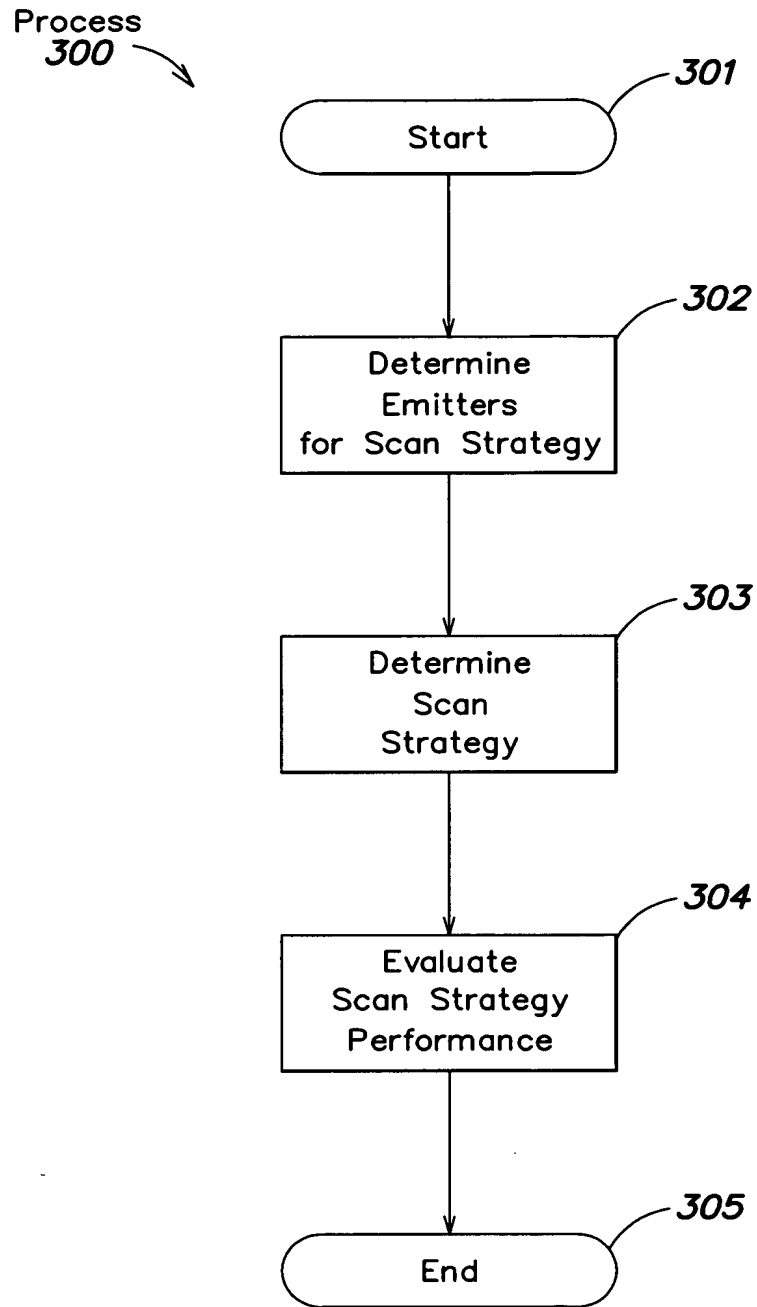 Process
300
301
Start
302
Determine
Emitters
for Scan Strategy
303
Determine
Scan
Strategy
304
Evaluate
Scan Strategy
Performance
305
End